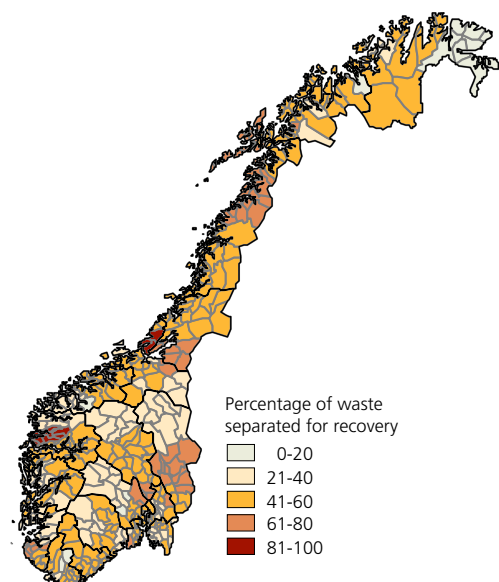 Percentage of waste
separated for recovery
0-20
21-40
41-60
61-80
81-100